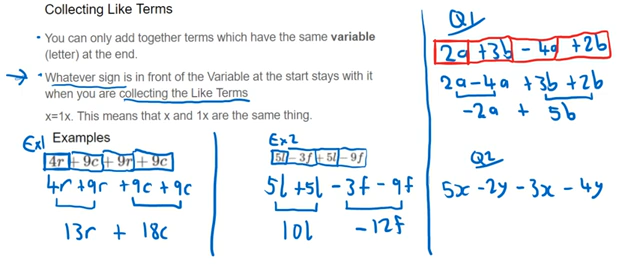 Collecting Like Terms
• You can only add together terms which have the same variable
(letter) at the end.
→ • Whatever sign is in front of the Variable at the start stays with it
when you are collecting the Like Terms
x=1x. This means that x and 1x are the same thing.
Ex1 Examples
4r + 9c + 9r + 9c
4r + 9r + 9c + 9c
13r + 18c
Ex2
5l - 3f + 5l - 9f
5l + 5l - 3f - 9f
10l - 12f
Q1
2a + 3b - 4a + 2b
2a - 4a + 3b + 2b
-2a + 5b
Q2
5x - 2y - 3x - 4y